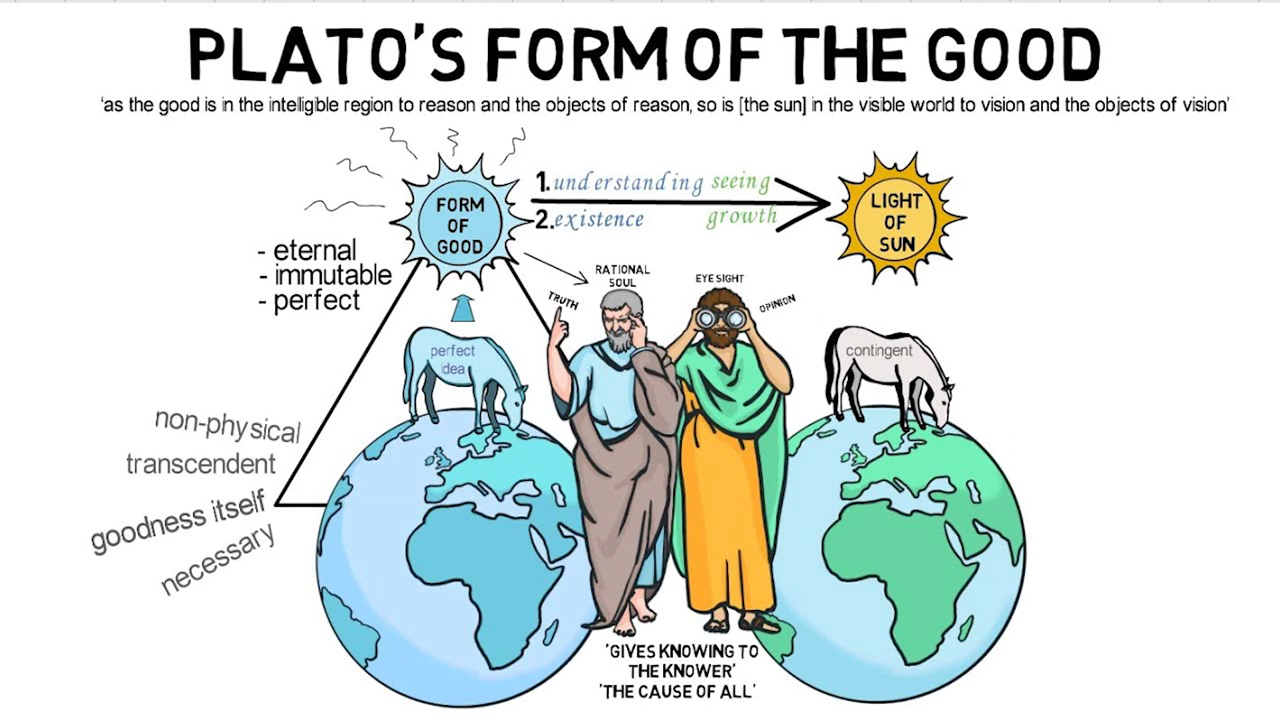 PLATO'S FORM OF THE GOOD
'as the good is in the intelligible region to reason and the objects of reason, so is [the sun] in the visible world to vision and the objects of vision'
FORM
OF
GOOD
1. understanding seeing
2. existence growth
LIGHT
OF
SUN
- eternal
- immutable
- perfect
RATIONAL
SOUL
TRUTH
EYE SIGHT
OPINION
perfect
idea
contingent
non-physical
transcendent
goodness itself
necessary
'GIVES KNOWING TO
THE KNOWER'
'THE CAUSE OF ALL'